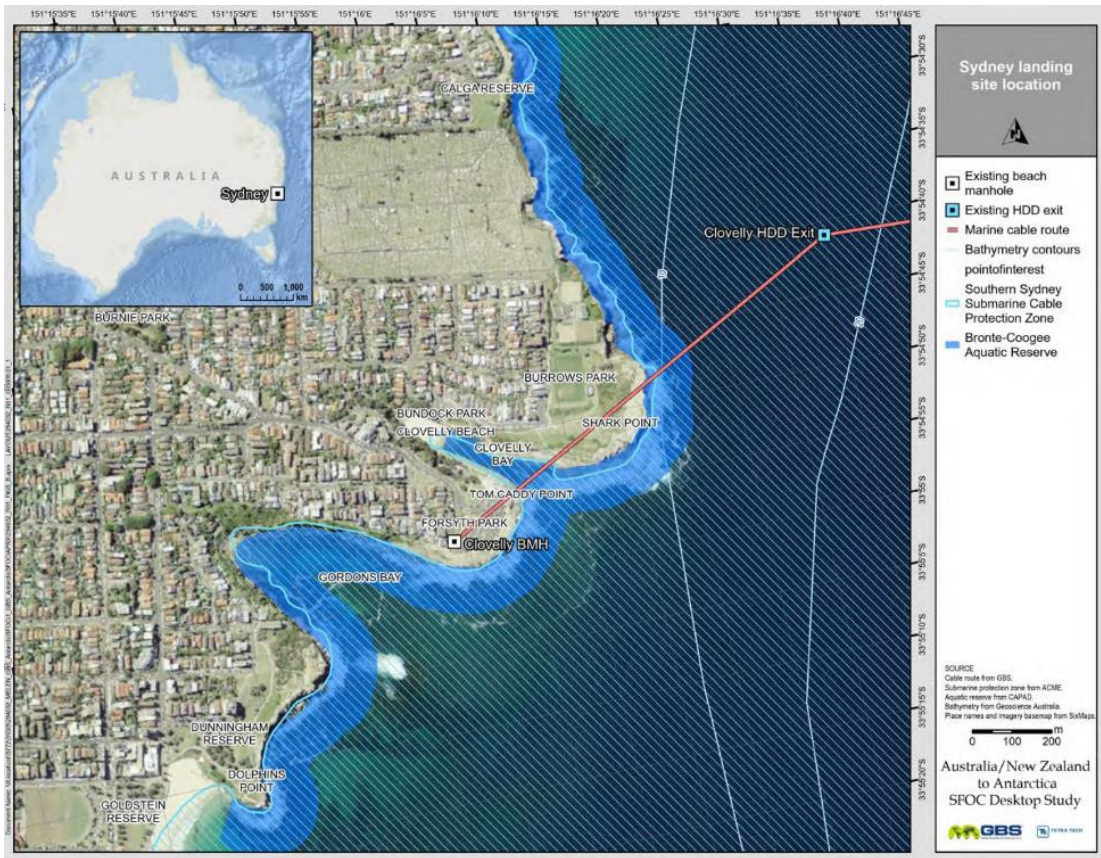 151°15'35"E
151°15'40"E
151°15'45"E
151°15'50"E
151°15'55"E
151°16'0"E
151°16'5"E
151°16'10"E
151°16'20"E
151°16'25"E
151°16'30"E
151°16'35"E
151°16'40"E
151°16'45"E
AUSTRALIA
Sydney
0 500 1,000
km
CALGA RESERVE
Clovelly HDD Exit
BURNIE PARK
BURROWS PARK
BUNDOCK PARK
CLOVELLY BEACH
SHARK POINT
CLOVELLY
BAY
TOM CADDY POINT
FORSYTH PARK
Clovelly BMH
GORDONS BAY
DUNNINGHAM
RESERVE
DOLPHINS
POINT
GOLDSTEIN
RESERVE
33°54'30"S
33°54'35"S
33°54'40"S
33°54'45"S
33°54'50"S
33°54'55"S
33°55'S
33°55'5"S
33°55'10"S
33°55'15"S
33°55'20"S
Sydney landing
site location
Existing beach
manhole
Existing HDD exit
Marine cable route
Bathymetry contours
pointofinterest
Southern Sydney
Submarine Cable
Protection Zone
Bronte-Coogee
Aquatic Reserve
SOURCE
Cable route from GBS.
Submarine protection zone from ACME.
Aquatic reserve from CAPAD.
Bathymetry from Geoscience Australia.
Place names and imagery basemap from SixMaps.
0 100 200 m
Australia/New Zealand
to Antarctica
SFOC Desktop Study
GBS
TETRA TECH